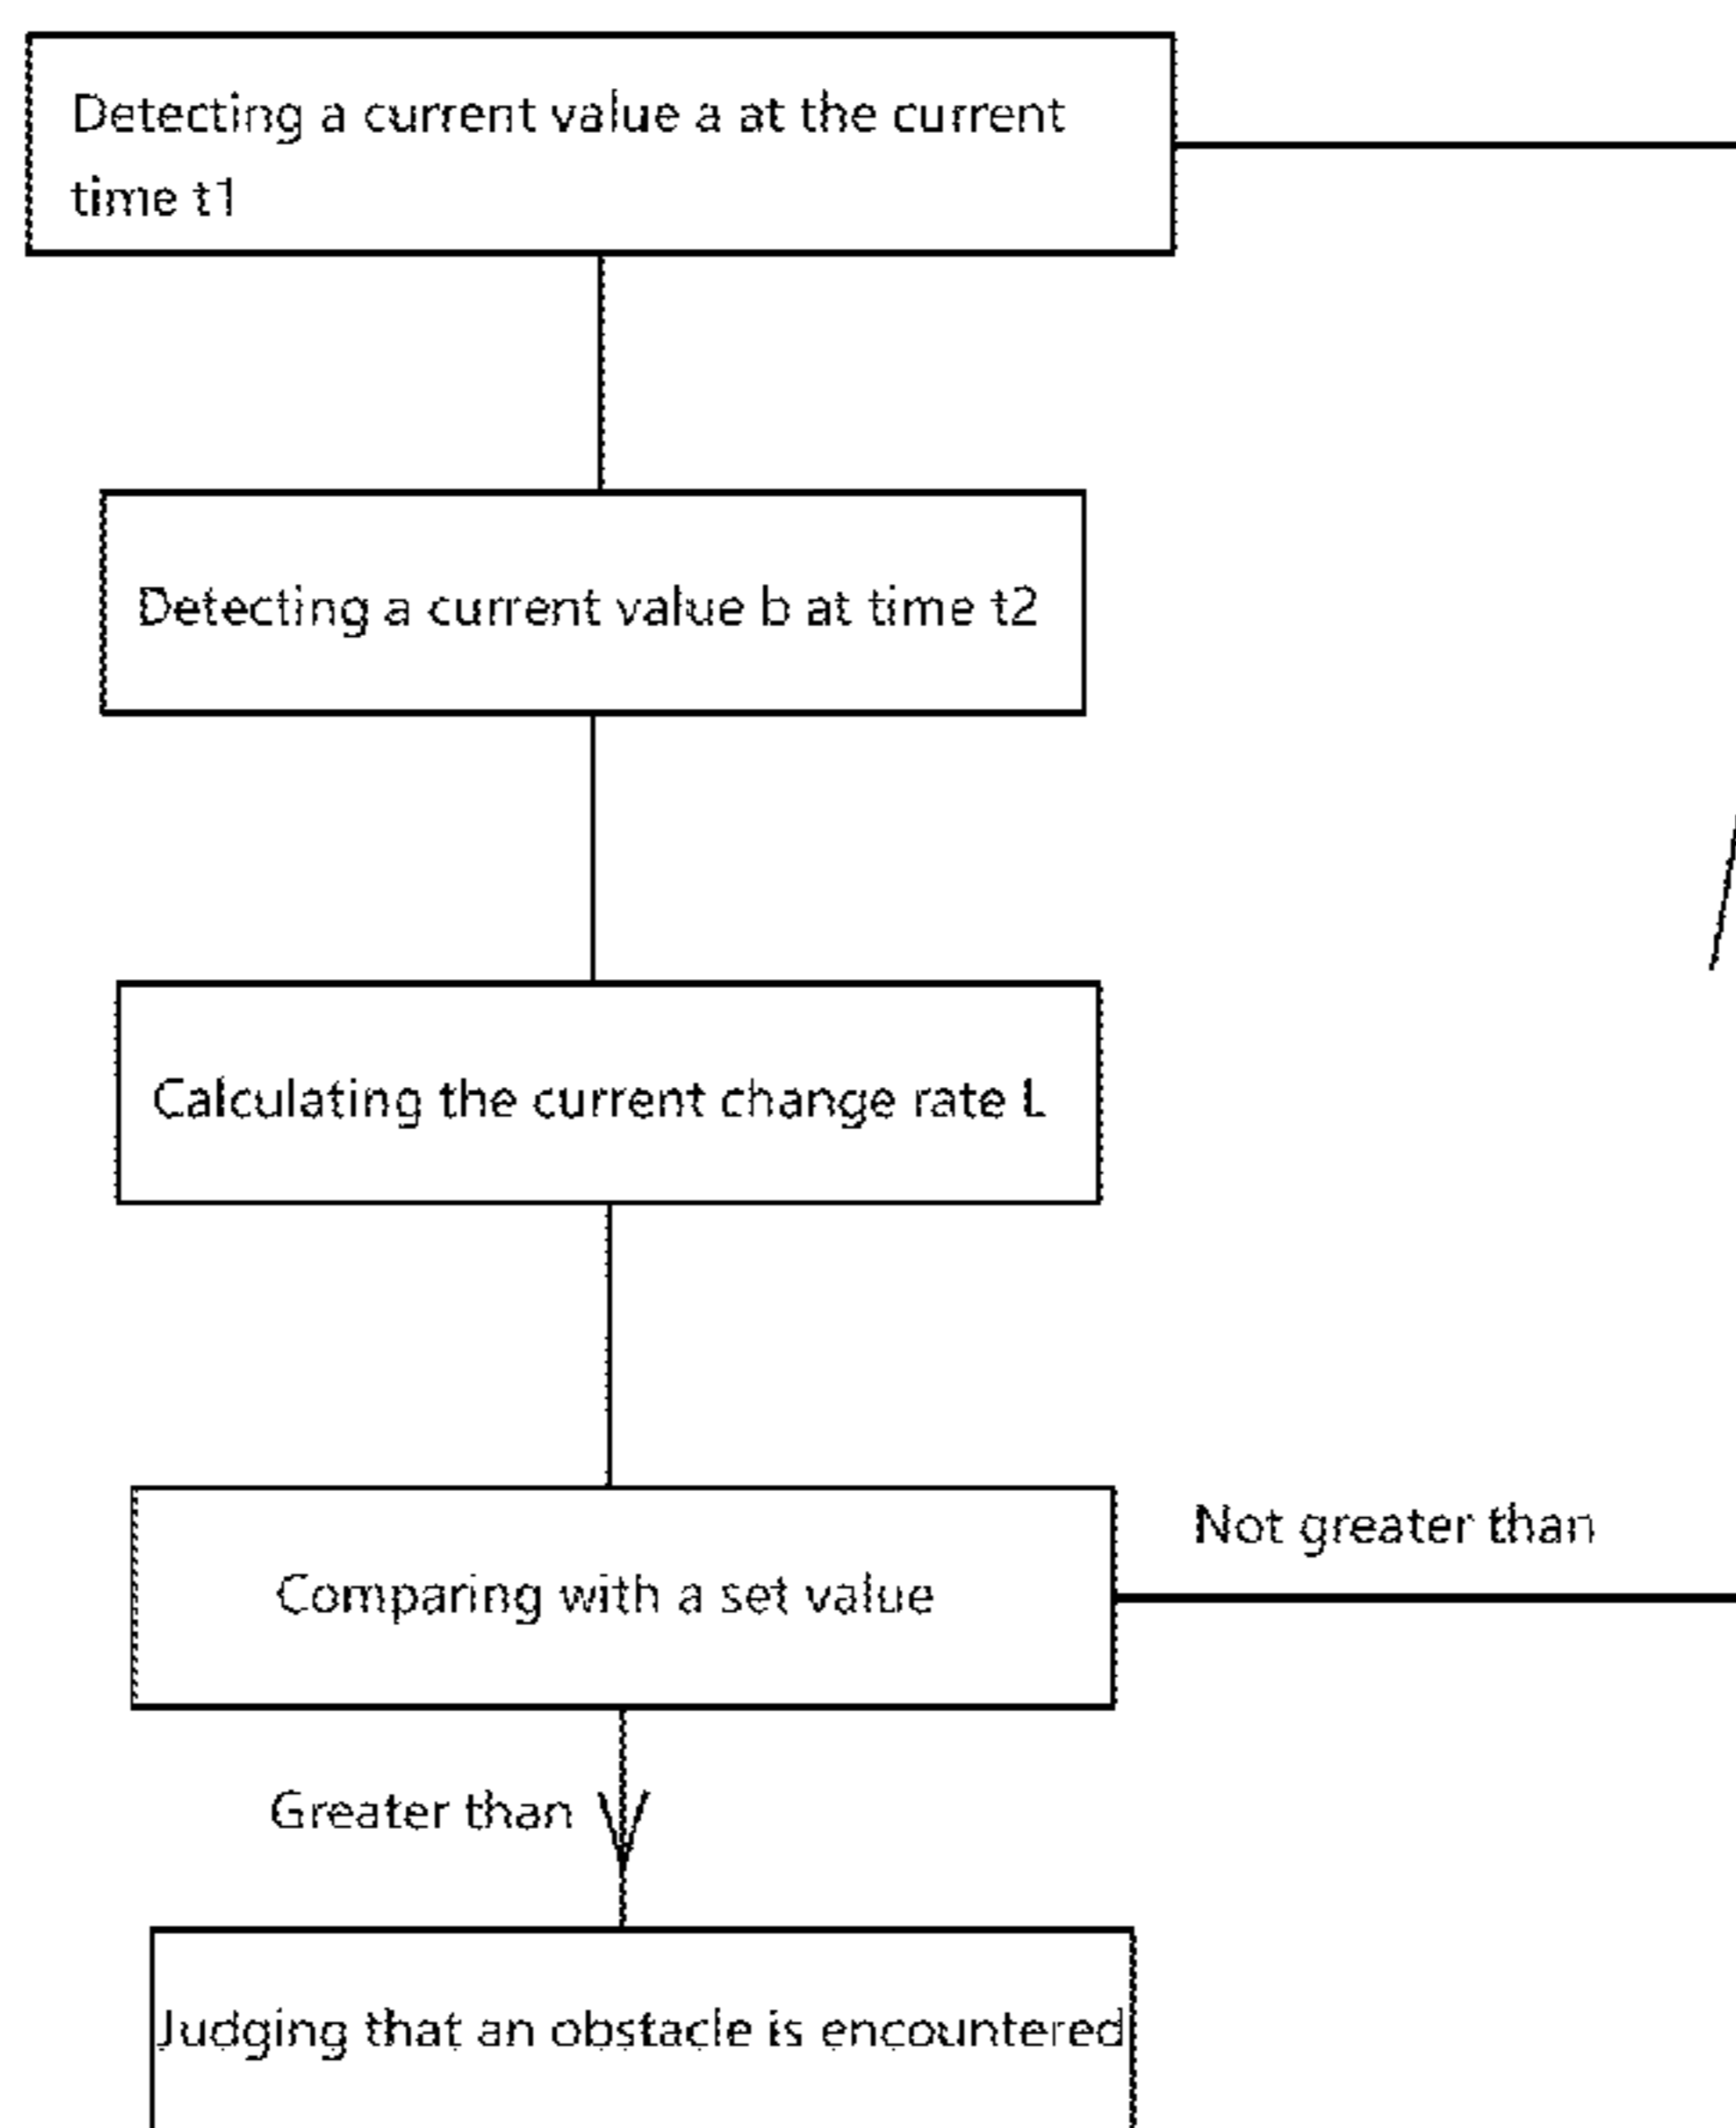 Detecting a current value a at the current
time t1
Detecting a current value b at time t2
Calculating the current change rate L
Comparing with a set value
Not greater than
Greater than
Judging that an obstacle is encountered